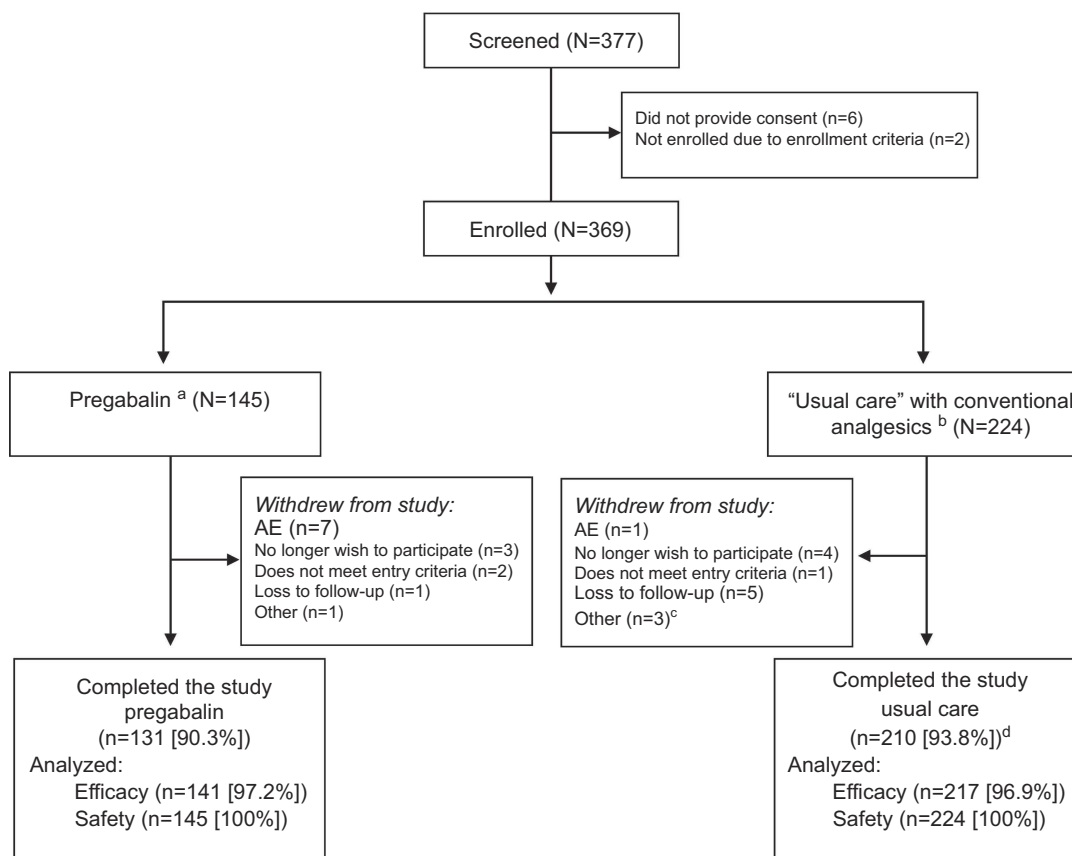 Screened (N=377)
Did not provide consent (n=6)
Not enrolled due to enrollment criteria (n=2)
Enrolled (N=369)
Pregabalin ᵃ (N=145)
“Usual care” with conventional
analgesics ᵇ (N=224)
Withdrew from study:
AE (n=7)
No longer wish to participate (n=3)
Does not meet entry criteria (n=2)
Loss to follow-up (n=1)
Other (n=1)
Withdrew from study:
AE (n=1)
No longer wish to participate (n=4)
Does not meet entry criteria (n=1)
Loss to follow-up (n=5)
Other (n=3)ᶜ
Completed the study
pregabalin
(n=131 [90.3%])
Analyzed:
Efficacy (n=141 [97.2%])
Safety (n=145 [100%])
Completed the study
usual care
(n=210 [93.8%])ᵈ
Analyzed:
Efficacy (n=217 [96.9%])
Safety (n=224 [100%])